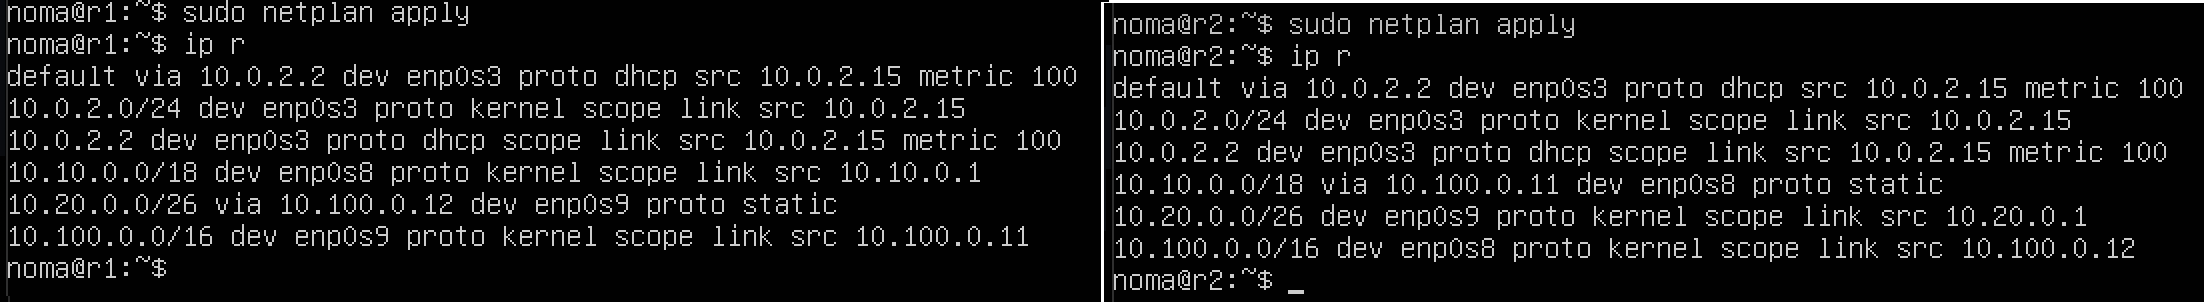 noma@r1:~$ sudo netplan apply
noma@r1:~$ ip r
default via 10.0.2.2 dev enp0s3 proto dhcp src 10.0.2.15 metric 100
10.0.2.0/24 dev enp0s3 proto kernel scope link src 10.0.2.15
10.0.2.2 dev enp0s3 proto dhcp scope link src 10.0.2.15 metric 100
10.10.0.0/18 dev enp0s8 proto kernel scope link src 10.10.0.1
10.20.0.0/26 via 10.100.0.12 dev enp0s9 proto static
10.100.0.0/16 dev enp0s9 proto kernel scope link src 10.100.0.11
noma@r1:~$
noma@r2:~$ sudo netplan apply
noma@r2:~$ ip r
default via 10.0.2.2 dev enp0s3 proto dhcp src 10.0.2.15 metric 100
10.0.2.0/24 dev enp0s3 proto kernel scope link src 10.0.2.15
10.0.2.2 dev enp0s3 proto dhcp scope link src 10.0.2.15 metric 100
10.10.0.0/18 via 10.100.0.11 dev enp0s8 proto static
10.20.0.0/26 dev enp0s9 proto kernel scope link src 10.20.0.1
10.100.0.0/16 dev enp0s8 proto kernel scope link src 10.100.0.12
noma@r2:~$ _